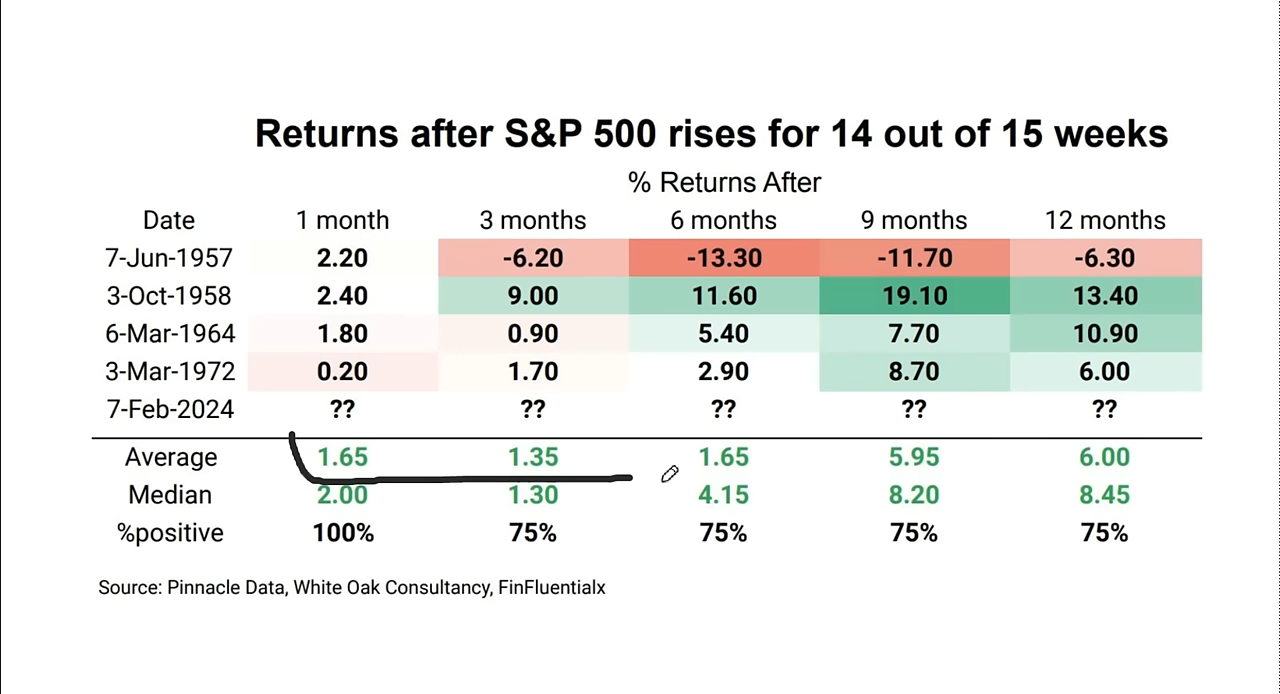 Returns after S&P 500 rises for 14 out of 15 weeks
% Returns After
Date 1 month 3 months 6 months 9 months 12 months
7-Jun-1957 2.20 -6.20 -13.30 -11.70 -6.30
3-Oct-1958 2.40 9.00 11.60 19.10 13.40
6-Mar-1964 1.80 0.90 5.40 7.70 10.90
3-Mar-1972 0.20 1.70 2.90 8.70 6.00
7-Feb-2024 ?? ?? ?? ?? ??
Average 1.65 1.35 1.65 5.95 6.00
Median 2.00 1.30 4.15 8.20 8.45
%positive 100% 75% 75% 75% 75%
Source: Pinnacle Data, White Oak Consultancy, FinFluentialx